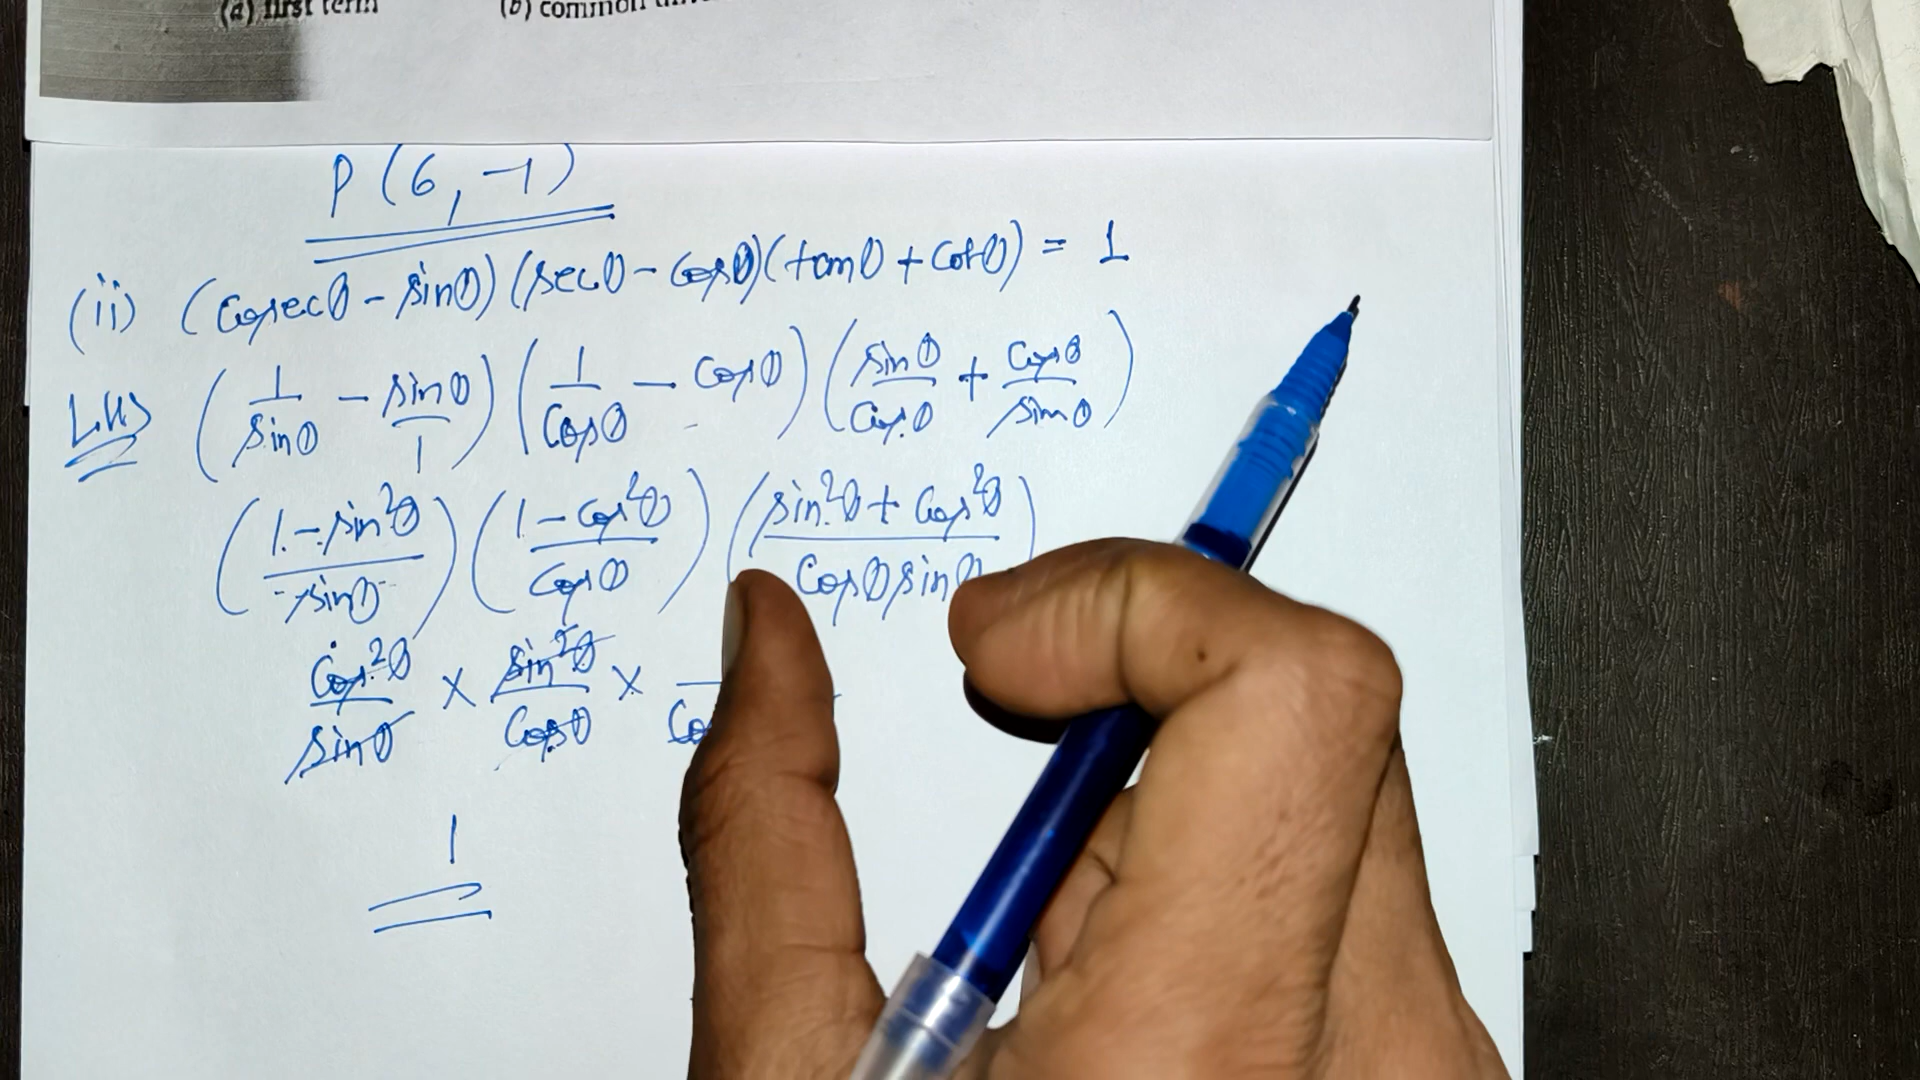 (a) first term (b) common
P (6, -1)
(ii) (cosecθ - sinθ) (secθ - cosθ) (tanθ + cotθ) = 1
LHS (1/sinθ - sinθ/1) (1/cosθ - cosθ) (sinθ/cosθ + cosθ/sinθ)
((1 - sin²θ)/sinθ) ((1 - cos²θ)/cosθ) ((sin²θ + cos²θ)/cosθ sinθ)
cos²θ/sinθ × sin²θ/cosθ ×
1